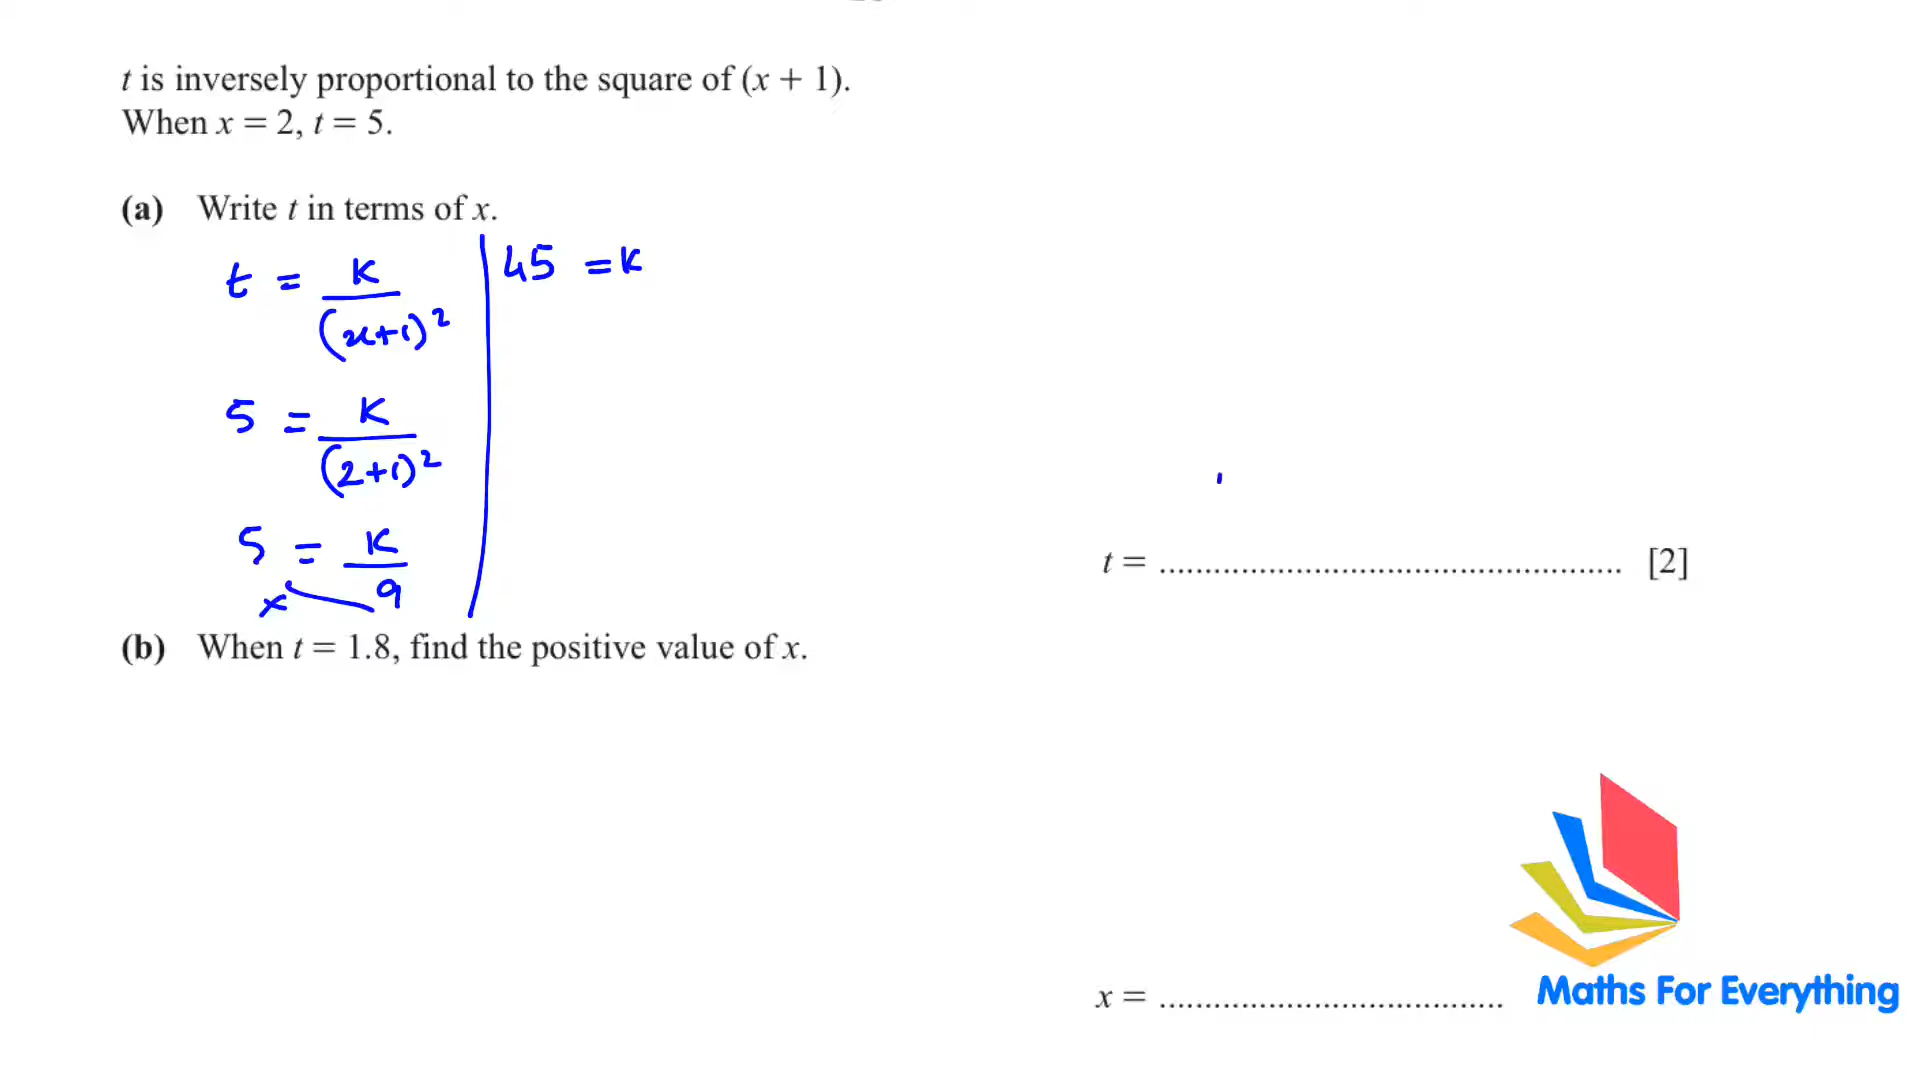 t is inversely proportional to the square of (x + 1).
When x = 2, t = 5.
(a) Write t in terms of x.
t = K / (x+1)²
5 = K / (2+1)²
5 = K / 9
×
45 = K
t = .................................................. [2]
(b) When t = 1.8, find the positive value of x.
x = .....................................
Maths For Everything